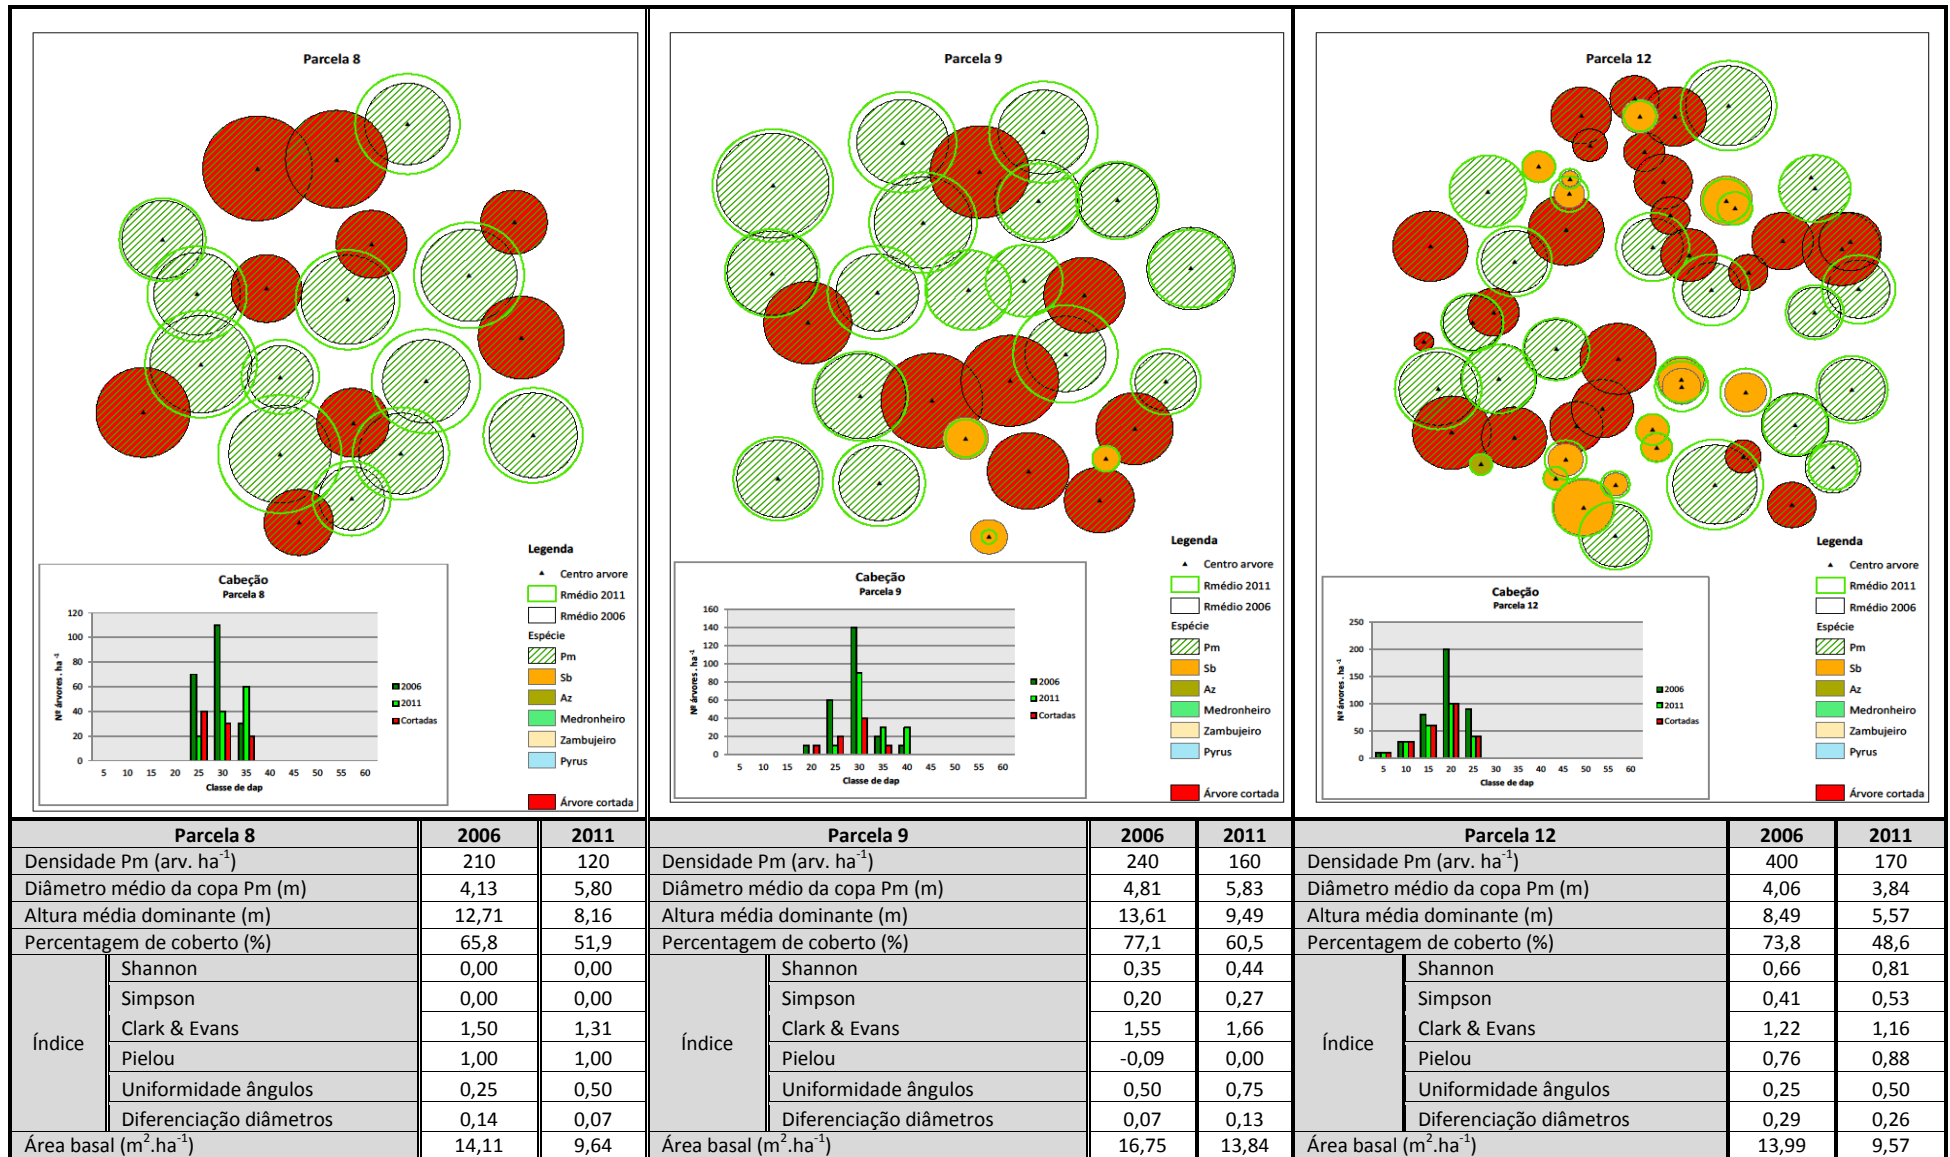 Parcela 8
Legenda
Centro arvore
Rmédio 2011
Rmédio 2006
Espécie
Pm
Sb
Az
Medronheiro
Zambujeiro
Pyrus
Árvore cortada
Cabeção
Parcela 8
Nº árvores . ha⁻¹
120
100
80
60
40
20
0
5 10 15 20 25 30 35 40 45 50 55 60
Classe de dap
2006
2011
Cortadas
Parcela 9
Legenda
Centro arvore
Rmédio 2011
Rmédio 2006
Espécie
Pm
Sb
Az
Medronheiro
Zambujeiro
Pyrus
Árvore cortada
Cabeção
Parcela 9
Nº árvores . ha⁻¹
160
140
120
100
80
60
40
20
0
5 10 15 20 25 30 35 40 45 50 55 60
Classe de dap
2006
2011
Cortadas
Parcela 12
Legenda
Centro arvore
Rmédio 2011
Rmédio 2006
Espécie
Pm
Sb
Az
Medronheiro
Zambujeiro
Pyrus
Árvore cortada
Cabeção
Parcela 12
Nº árvores . ha⁻¹
250
200
150
100
50
0
5 10 15 20 25 30 35 40 45 50 55 60
Classe de dap
2006
2011
Cortadas
Parcela 8 2006 2011
Densidade Pm (arv. ha⁻¹) 210 120
Diâmetro médio da copa Pm (m) 4,13 5,80
Altura média dominante (m) 12,71 8,16
Percentagem de coberto (%) 65,8 51,9
Índice
Shannon 0,00 0,00
Simpson 0,00 0,00
Clark & Evans 1,50 1,31
Pielou 1,00 1,00
Uniformidade ângulos 0,25 0,50
Diferenciação diâmetros 0,14 0,07
Área basal (m².ha⁻¹) 14,11 9,64
Parcela 9 2006 2011
Densidade Pm (arv. ha⁻¹) 240 160
Diâmetro médio da copa Pm (m) 4,81 5,83
Altura média dominante (m) 13,61 9,49
Percentagem de coberto (%) 77,1 60,5
Índice
Shannon 0,35 0,44
Simpson 0,20 0,27
Clark & Evans 1,55 1,66
Pielou -0,09 0,00
Uniformidade ângulos 0,50 0,75
Diferenciação diâmetros 0,07 0,13
Área basal (m².ha⁻¹) 16,75 13,84
Parcela 12 2006 2011
Densidade Pm (arv. ha⁻¹) 400 170
Diâmetro médio da copa Pm (m) 4,06 3,84
Altura média dominante (m) 8,49 5,57
Percentagem de coberto (%) 73,8 48,6
Índice
Shannon 0,66 0,81
Simpson 0,41 0,53
Clark & Evans 1,22 1,16
Pielou 0,76 0,88
Uniformidade ângulos 0,25 0,50
Diferenciação diâmetros 0,29 0,26
Área basal (m².ha⁻¹) 13,99 9,57